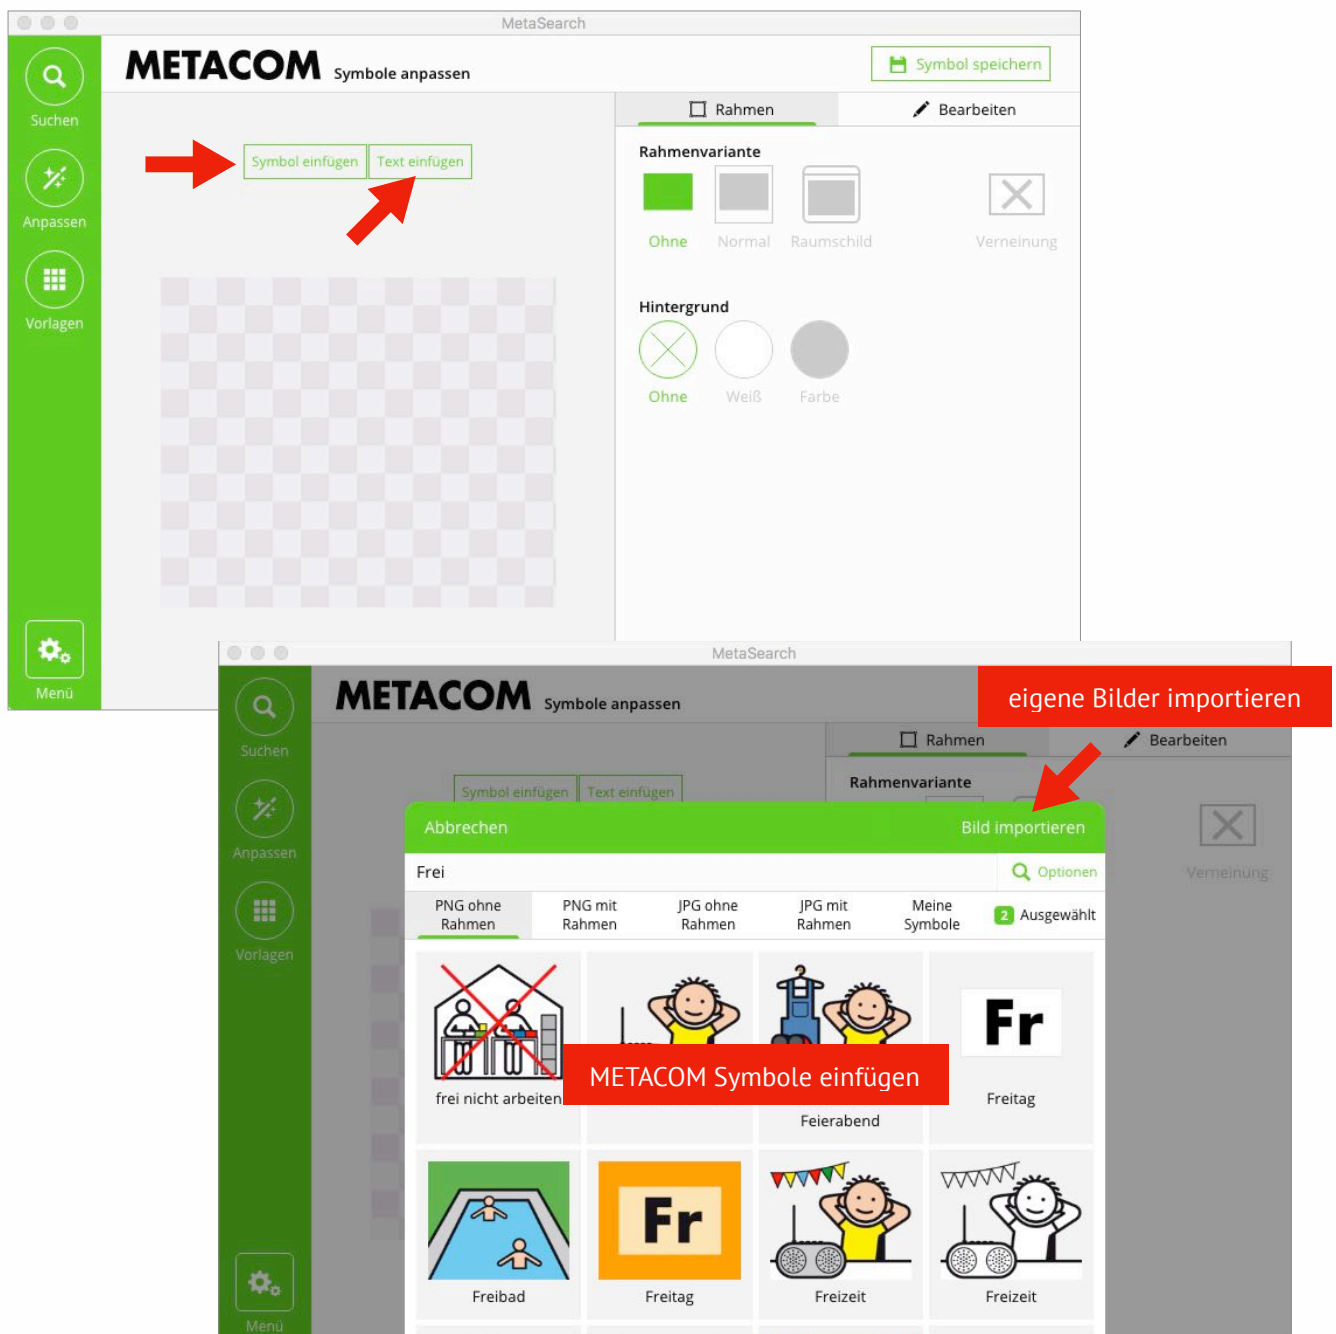 MetaSearch
METACOM Symbole anpassen
Symbol speichern
Suchen
Anpassen
Vorlagen
Menü
Symbol einfügen
Text einfügen
Rahmen
Bearbeiten
Rahmenvariante
Ohne
Normal
Raumschild
Verneinung
Hintergrund
Ohne
Weiß
Farbe
MetaSearch
METACOM Symbole anpassen
eigene Bilder importieren
Suchen
Anpassen
Vorlagen
Menü
Rahmen
Bearbeiten
Symbol einfügen
Text einfügen
Rahmenvariante
Verneinung
Abbrechen
Bild importieren
Frei
Optionen
PNG ohne
Rahmen
PNG mit
Rahmen
JPG ohne
Rahmen
JPG mit
Rahmen
Meine
Symbole
2 Ausgewählt
Fr
METACOM Symbole einfügen
frei nicht arbeiten
Feierabend
Freitag
Fr
Freibad
Freitag
Freizeit
Freizeit